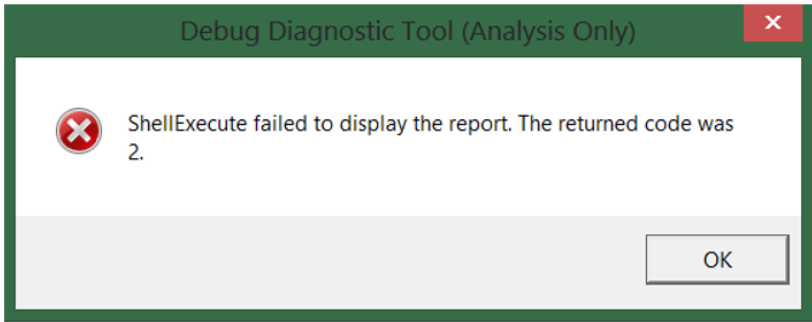 Debug Diagnostic Tool (Analysis Only)
ShellExecute failed to display the report. The returned code was
2.
OK